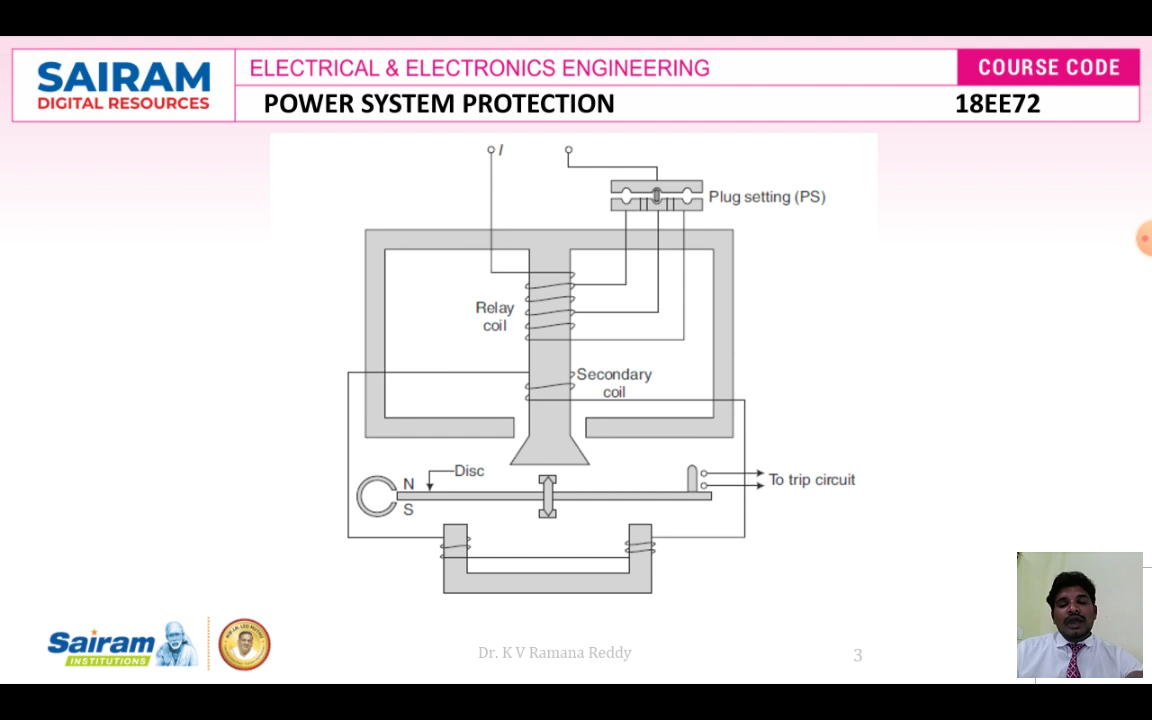 SAIRAM
DIGITAL RESOURCES
ELECTRICAL & ELECTRONICS ENGINEERING
COURSE CODE
POWER SYSTEM PROTECTION
18EE72
I
Plug setting (PS)
Relay
coil
Secondary
coil
Disc
N
S
To trip circuit
Sairam
INSTITUTIONS
Dr. K V Ramana Reddy
3